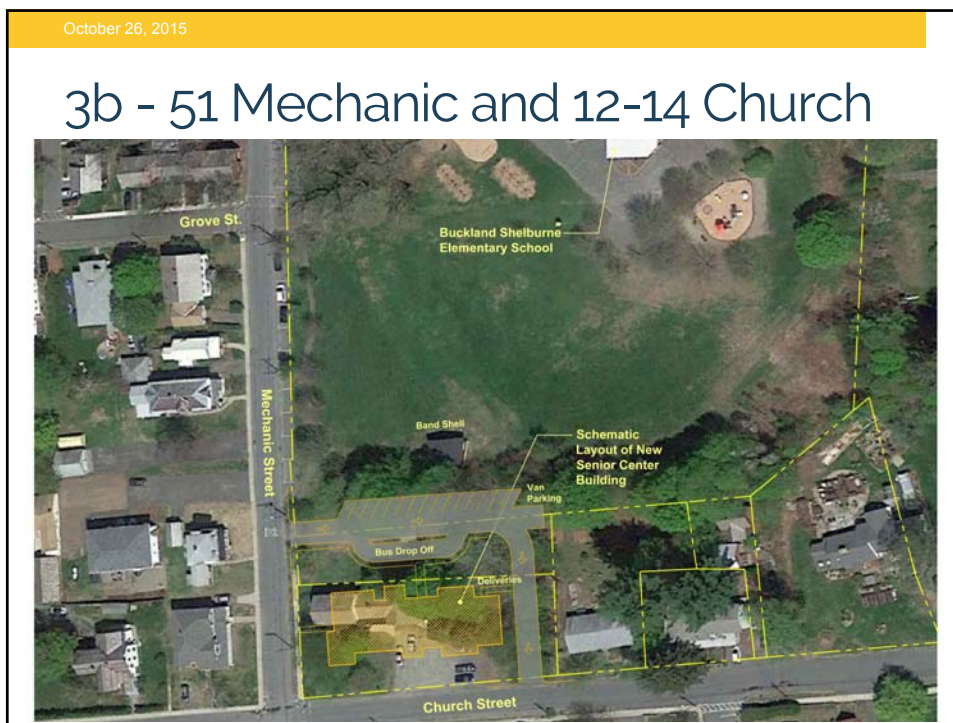 October 26, 2015
3b - 51 Mechanic and 12-14 Church
Grove St.
Buckland Shelburne
Elementary School
Mechanic Street
Band Shell
Schematic
Layout of New
Senior Center
Building
Van
Parking
Bus Drop Off
Deliveries
Church Street